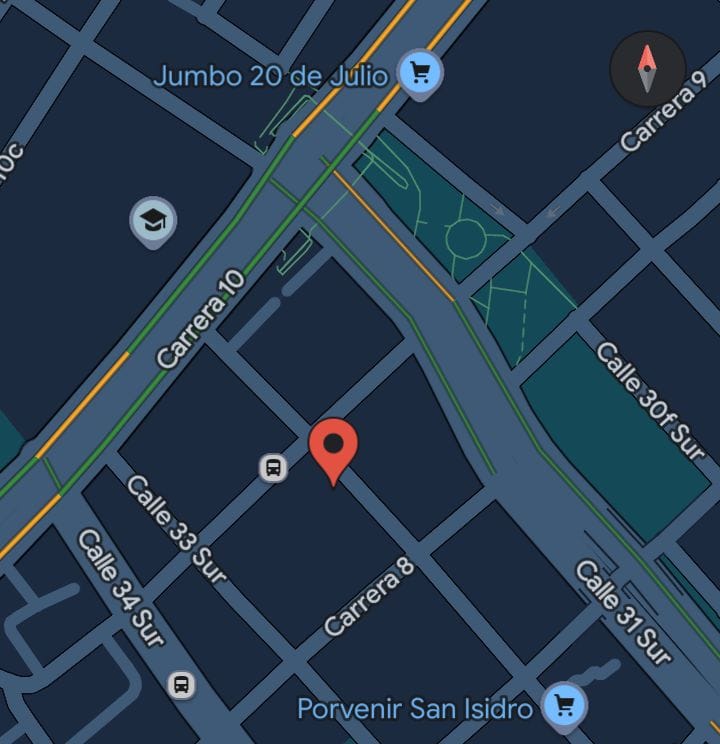 Jumbo 20 de Julio
Carrera 9
Carrera 10
Calle 30f Sur
Calle 33 Sur
Calle 34 Sur
Carrera 8
Calle 31 Sur
Porvenir San Isidro